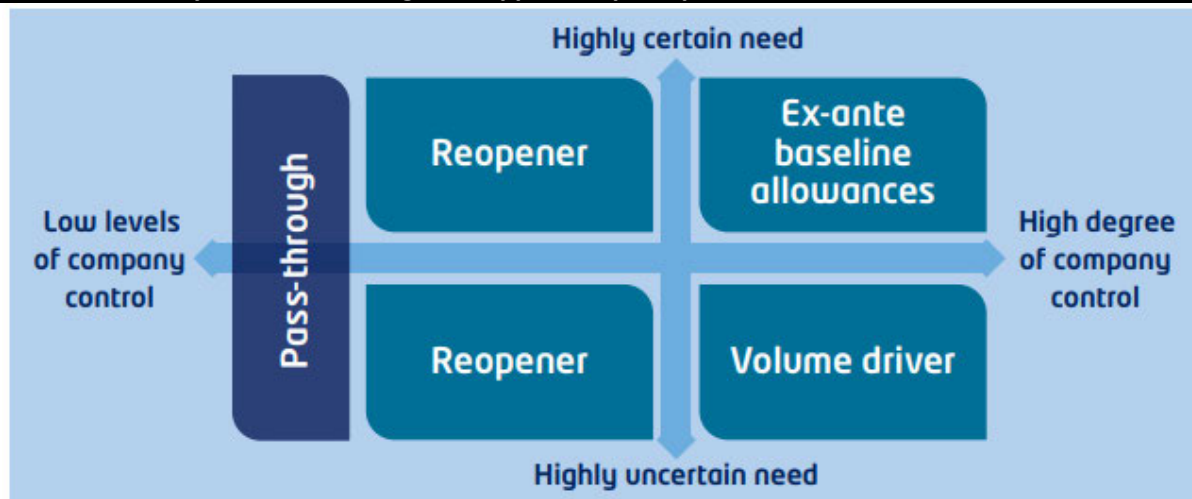 Highly certain need
Reopener
Ex-ante
baseline
allowances
Pass-through
Low levels
of company
control
High degree
of company
control
Reopener
Volume driver
Highly uncertain need